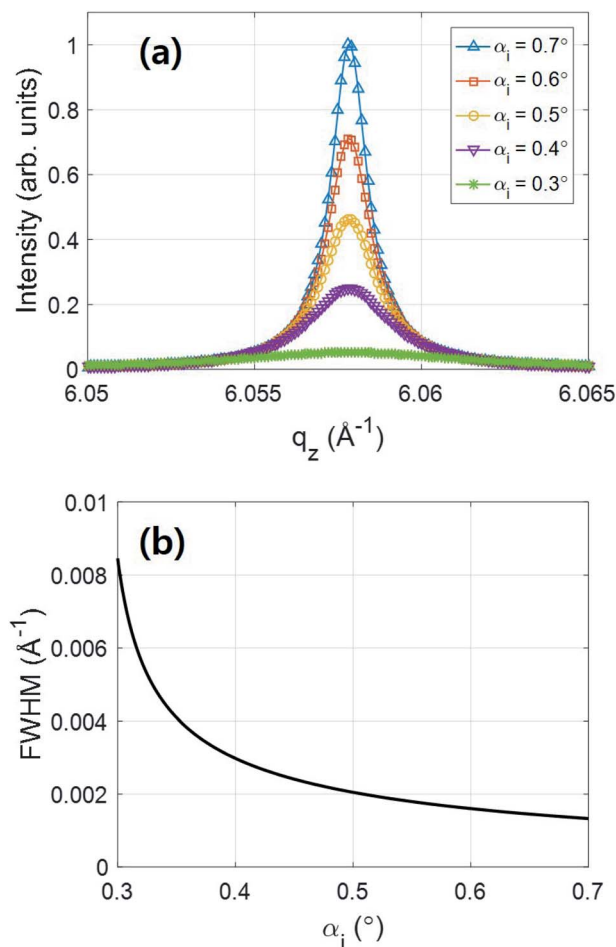 (a)
1
0.8
0.6
0.4
0.2
0
Intensity (arb. units)
α_i = 0.7°
α_i = 0.6°
α_i = 0.5°
α_i = 0.4°
α_i = 0.3°
6.05 6.055 6.06 6.065
q_z (Å⁻¹)
(b)
0.01
0.008
0.006
0.004
0.002
0
FWHM (Å⁻¹)
0.3 0.4 0.5 0.6 0.7
α_i (°)